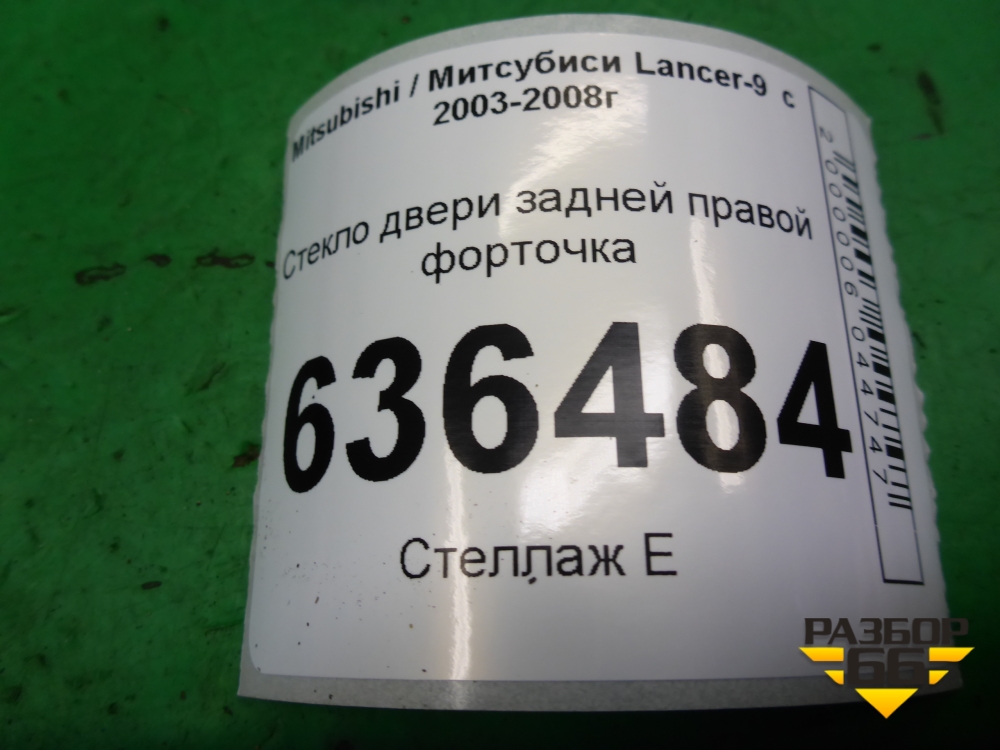 Mitsubishi / Митсубиси Lancer-9 с
2003-2008г
Стекло двери задней правой
форточка
636484
Стеллаж Е
2000006044747
РАЗБОР
66